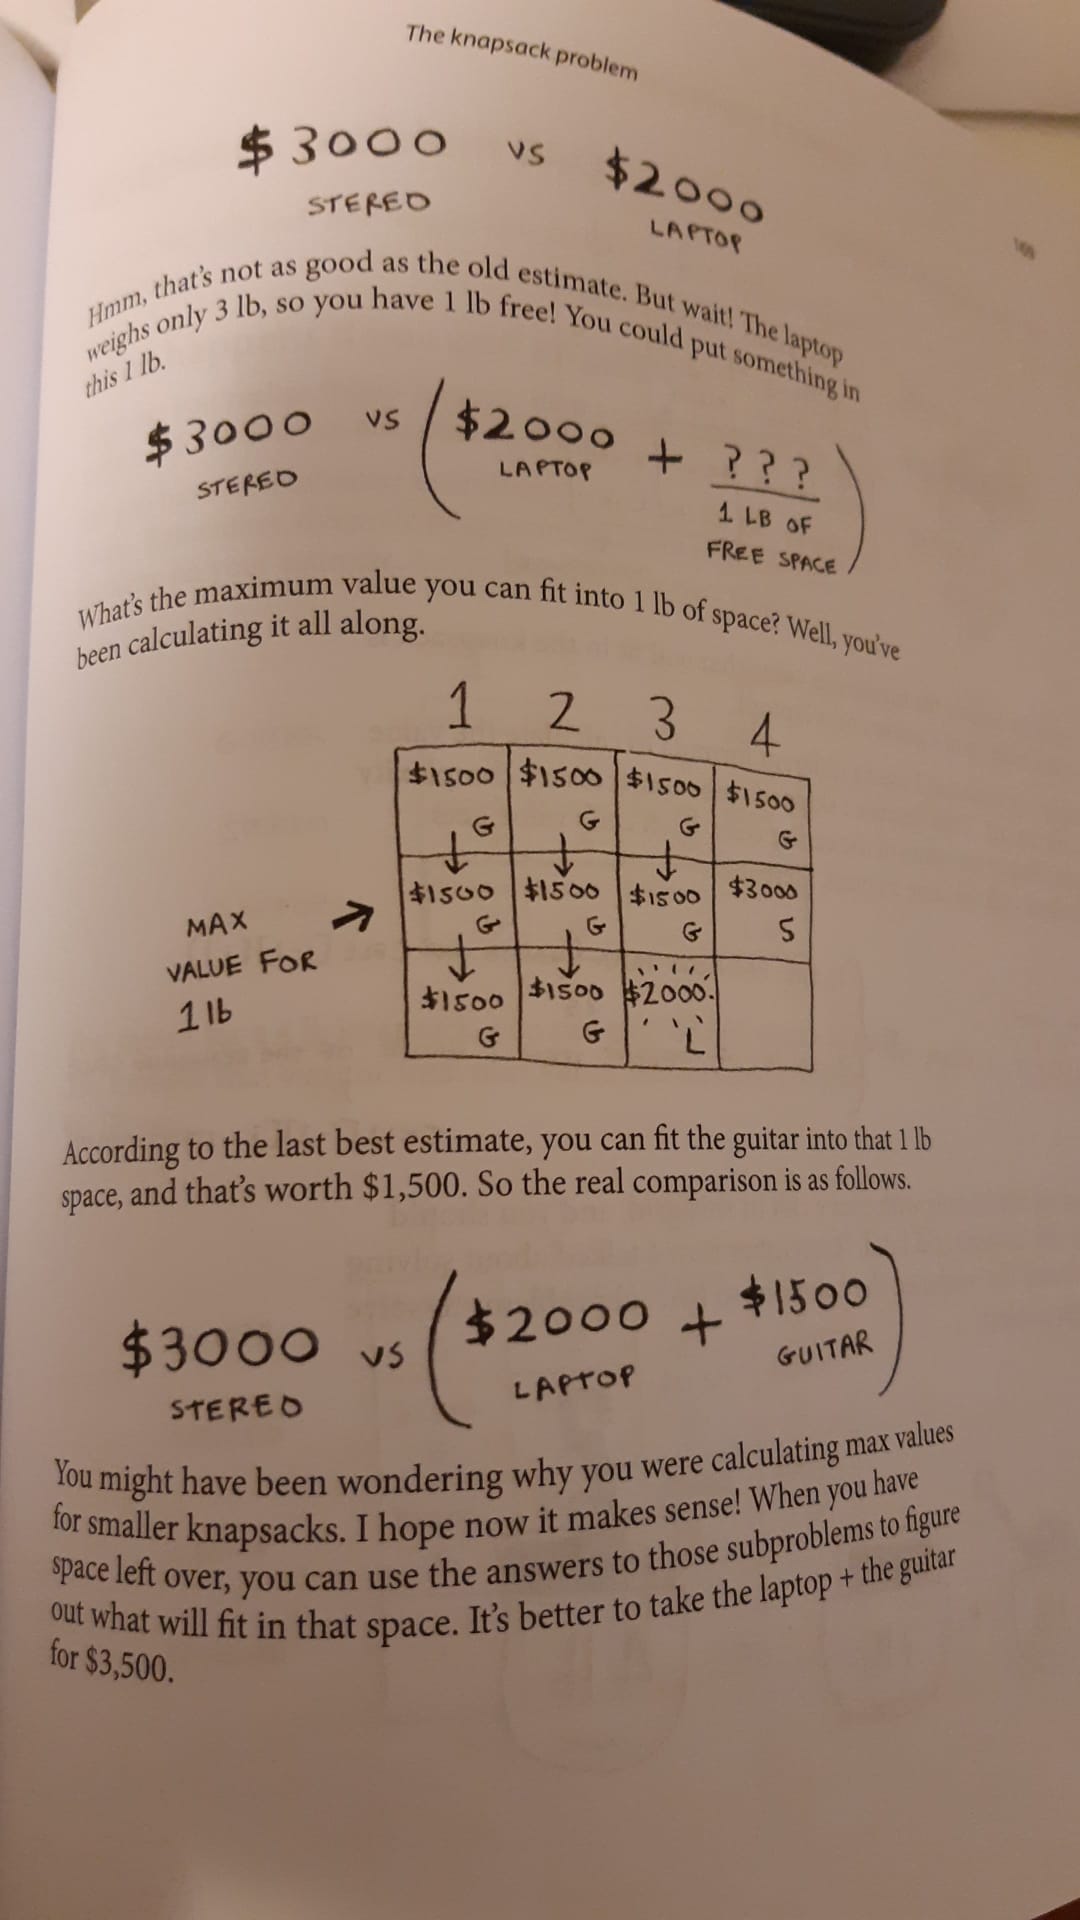 The knapsack problem
169
$3000 vs $2000
STEREO LAPTOP
Hmm, that's not as good as the old estimate. But wait! The laptop
weighs only 3 lb, so you have 1 lb free! You could put something in
this 1 lb.
$3000 vs ( $2000 + ??? )
STEREO LAPTOP 1 LB OF
FREE SPACE
What's the maximum value you can fit into 1 lb of space? Well, you've
been calculating it all along.
1 2 3 4
$1500 $1500 $1500 $1500
G G G G
$1500 $1500 $1500 $3000
G G G S
MAX
VALUE FOR
1 lb
$1500 $1500 $2000
G G L
According to the last best estimate, you can fit the guitar into that 1 lb
space, and that's worth $1,500. So the real comparison is as follows.
$3000 vs ( $2000 + $1500 )
STEREO LAPTOP GUITAR
You might have been wondering why you were calculating max values
for smaller knapsacks. I hope now it makes sense! When you have
space left over, you can use the answers to those subproblems to figure
out what will fit in that space. It's better to take the laptop + the guitar
for $3,500.